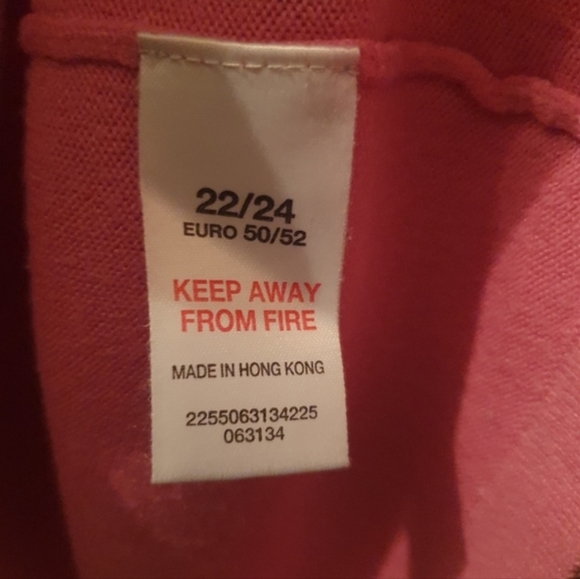 22/24
EURO 50/52
KEEP AWAY
FROM FIRE
MADE IN HONG KONG
2255063134225
063134